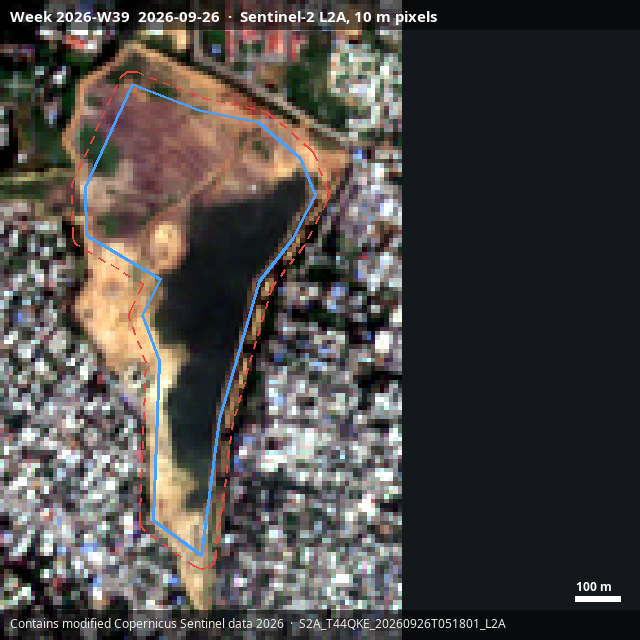 Week 2026-W39  2026-09-26  ·  Sentinel-2 L2A, 10 m pixels
100 m
Contains modified Copernicus Sentinel data 2026  ·  S2A_T44QKE_20260926T051801_L2A